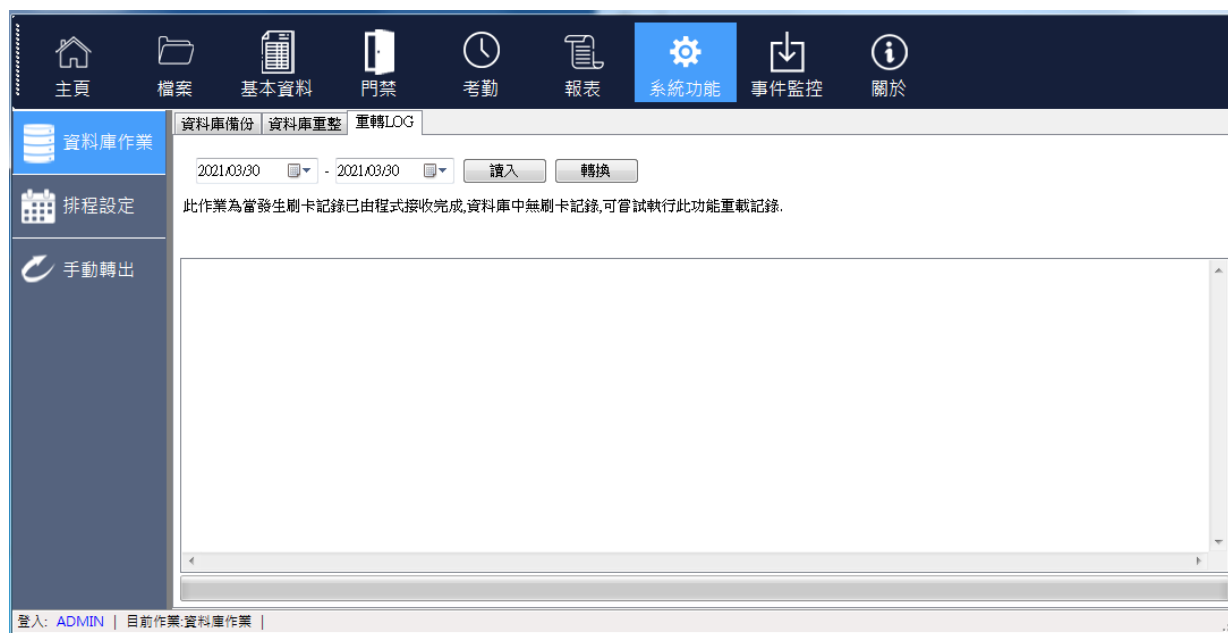 主頁 檔案 基本資料 門禁 考勤 報表 系統功能 事件監控 關於
資料庫作業
排程設定
手動轉出
資料庫備份 資料庫重整 重轉LOG
2021/03/30 - 2021/03/30 讀入 轉換
此作業為當發生刷卡記錄已由程式接收完成,資料庫中無刷卡記錄,可嘗試執行此功能重載記錄.
登入: ADMIN | 目前作業:資料庫作業 |